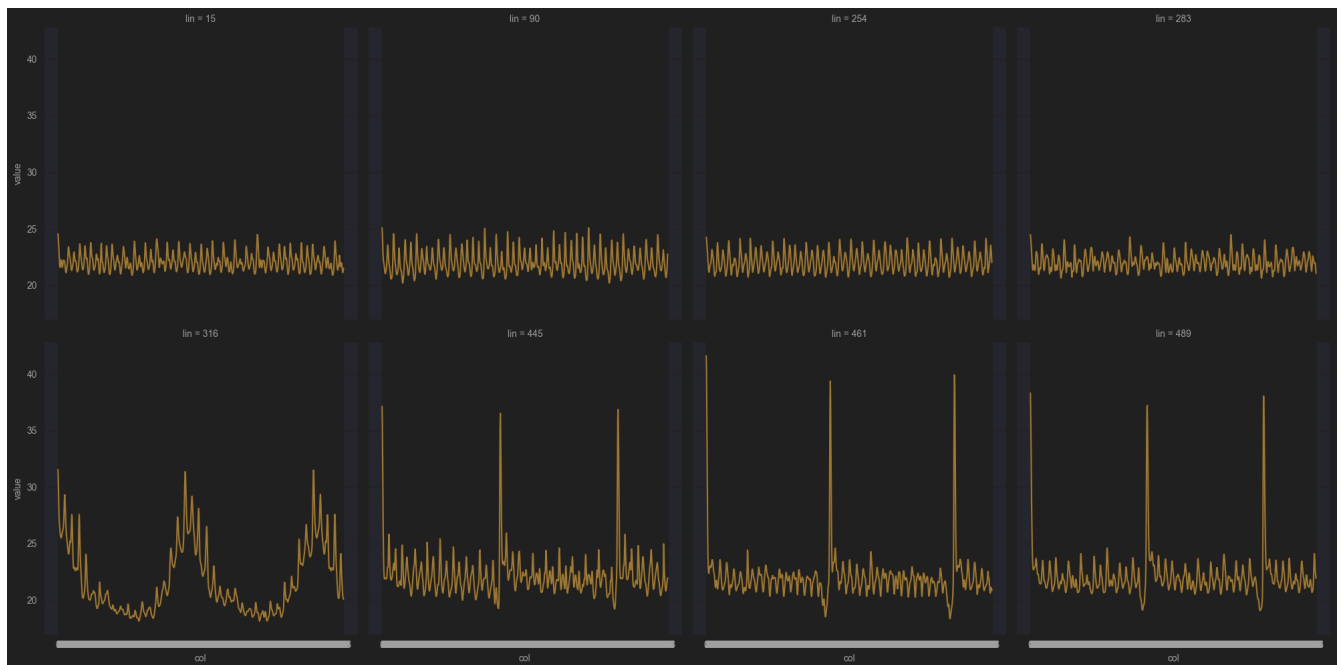 lin = 15
lin = 90
lin = 254
lin = 283
40
35
30
25
20
value
lin = 316
lin = 445
lin = 461
lin = 489
40
35
30
25
20
value
col
col
col
col